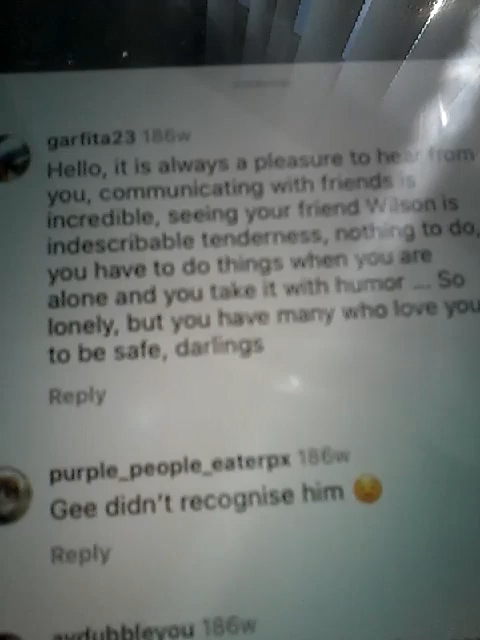 garfita23 186w
Hello, it is always a pleasure to hear from
you, communicating with friends is
incredible, seeing your friend Wilson is
indescribable tenderness, nothing to do,
you have to do things when you are
alone and you take it with humor ... So
lonely, but you have many who love you
to be safe, darlings
Reply
purple_people_eaterpx 186w
Gee didn't recognise him 😟
Reply
avdubbleyou 186w